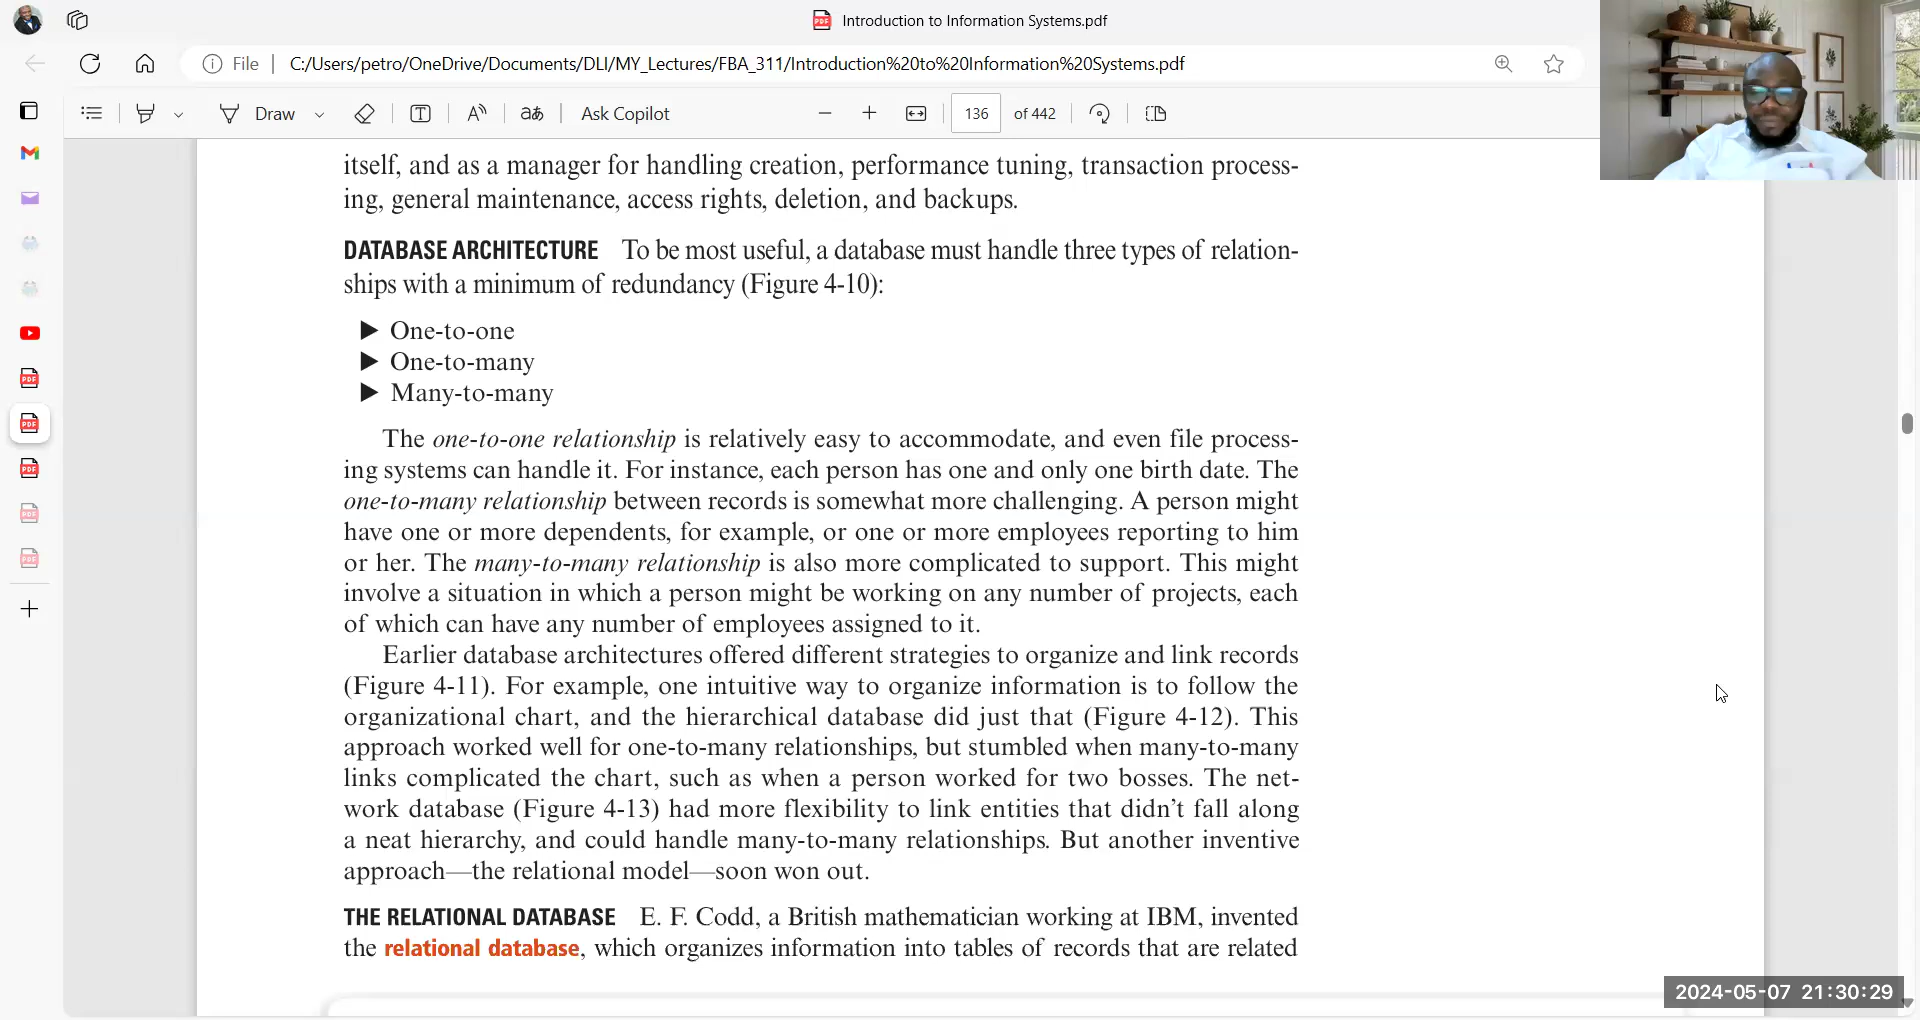 Introduction to Information Systems.pdf
File C:/Users/petro/OneDrive/Documents/DLI/MY_Lectures/FBA_311/Introduction%20to%20Information%20Systems.pdf
Draw aあ Ask Copilot 136 of 442
itself, and as a manager for handling creation, performance tuning, transaction process-
ing, general maintenance, access rights, deletion, and backups.
DATABASE ARCHITECTURE To be most useful, a database must handle three types of relation-
ships with a minimum of redundancy (Figure 4-10):
▶ One-to-one
▶ One-to-many
▶ Many-to-many
The one-to-one relationship is relatively easy to accommodate, and even file process-
ing systems can handle it. For instance, each person has one and only one birth date. The
one-to-many relationship between records is somewhat more challenging. A person might
have one or more dependents, for example, or one or more employees reporting to him
or her. The many-to-many relationship is also more complicated to support. This might
involve a situation in which a person might be working on any number of projects, each
of which can have any number of employees assigned to it.
Earlier database architectures offered different strategies to organize and link records
(Figure 4-11). For example, one intuitive way to organize information is to follow the
organizational chart, and the hierarchical database did just that (Figure 4-12). This
approach worked well for one-to-many relationships, but stumbled when many-to-many
links complicated the chart, such as when a person worked for two bosses. The net-
work database (Figure 4-13) had more flexibility to link entities that didn't fall along
a neat hierarchy, and could handle many-to-many relationships. But another inventive
approach—the relational model—soon won out.
THE RELATIONAL DATABASE E. F. Codd, a British mathematician working at IBM, invented
the relational database, which organizes information into tables of records that are related
2024-05-07 21:30:29